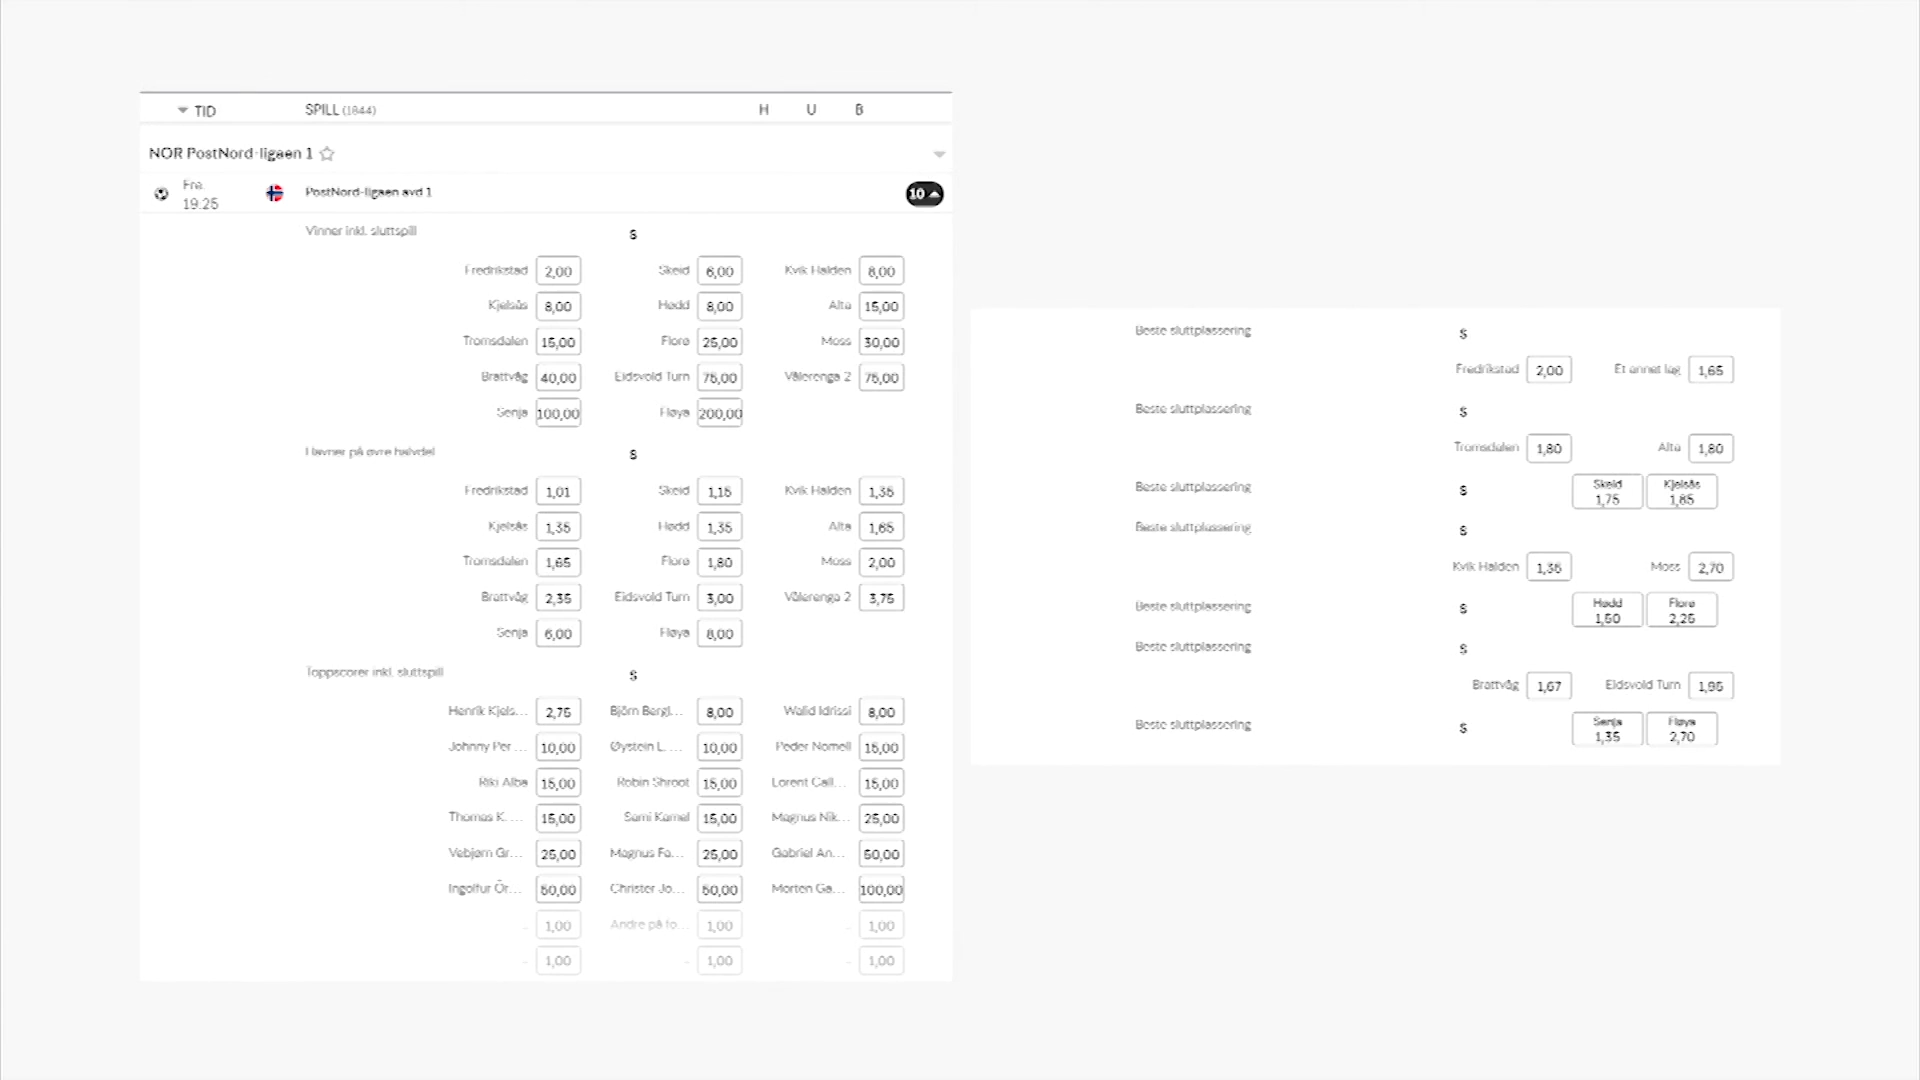 TID SPILL (1844) H U B
NOR PostNord-ligaen 1
Fre.
19:25 PostNord-ligaen avd 1 10
Vinner inkl. sluttspill S
Fredrikstad 2,00 Skeid 6,00 Kvik Halden 8,00
Kjelsås 8,00 Hødd 8,00 Alta 15,00
Tromsdalen 15,00 Florø 25,00 Moss 30,00
Brattvåg 40,00 Eidsvold Turn 75,00 Vålerenga 2 75,00
Senja 100,00 Fløya 200,00
Havner på øvre halvdel S
Fredrikstad 1,01 Skeid 1,15 Kvik Halden 1,35
Kjelsås 1,35 Hødd 1,35 Alta 1,65
Tromsdalen 1,65 Florø 1,80 Moss 2,00
Brattvåg 2,35 Eidsvold Turn 3,00 Vålerenga 2 3,75
Senja 6,00 Fløya 8,00
Toppscorer inkl. sluttspill S
Henrik Kjels... 2,75 Björn Bergl... 8,00 Walid Idrissi 8,00
Johnny Per ... 10,00 Øystein L. ... 10,00 Peder Nomell 15,00
Riki Alba 15,00 Robin Shroot 15,00 Lorent Call... 15,00
Thomas K. ... 15,00 Sami Kamel 15,00 Magnus Nik... 25,00
Vebjørn Gr... 25,00 Magnus Fa... 25,00 Gabriel An... 50,00
Ingolfur Ör... 50,00 Christer Jo... 50,00 Morten Ga... 100,00
- 1,00 Andre på fo... 1,00 - 1,00
- 1,00 - 1,00 - 1,00
Beste sluttplassering S
Fredrikstad 2,00 Et annet lag 1,65
Beste sluttplassering S
Tromsdalen 1,80 Alta 1,80
Beste sluttplassering S Skeid Kjelsås
1,75 1,85
Beste sluttplassering S
Kvik Halden 1,35 Moss 2,70
Beste sluttplassering S Hødd Florø
1,50 2,25
Beste sluttplassering S
Brattvåg 1,67 Eidsvold Turn 1,95
Beste sluttplassering S Senja Fløya
1,35 2,70